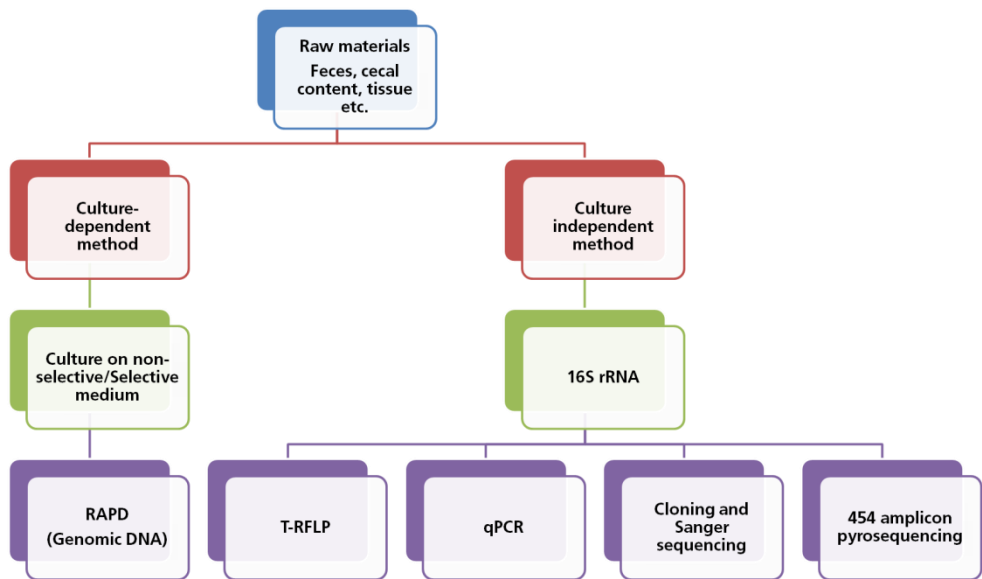 Raw materials
Feces, cecal
content, tissue
etc.
Culture-
dependent
method
Culture
independent
method
Culture on non-
selective/Selective
medium
16S rRNA
RAPD
(Genomic DNA)
T-RFLP
qPCR
Cloning and
Sanger
sequencing
454 amplicon
pyrosequencing